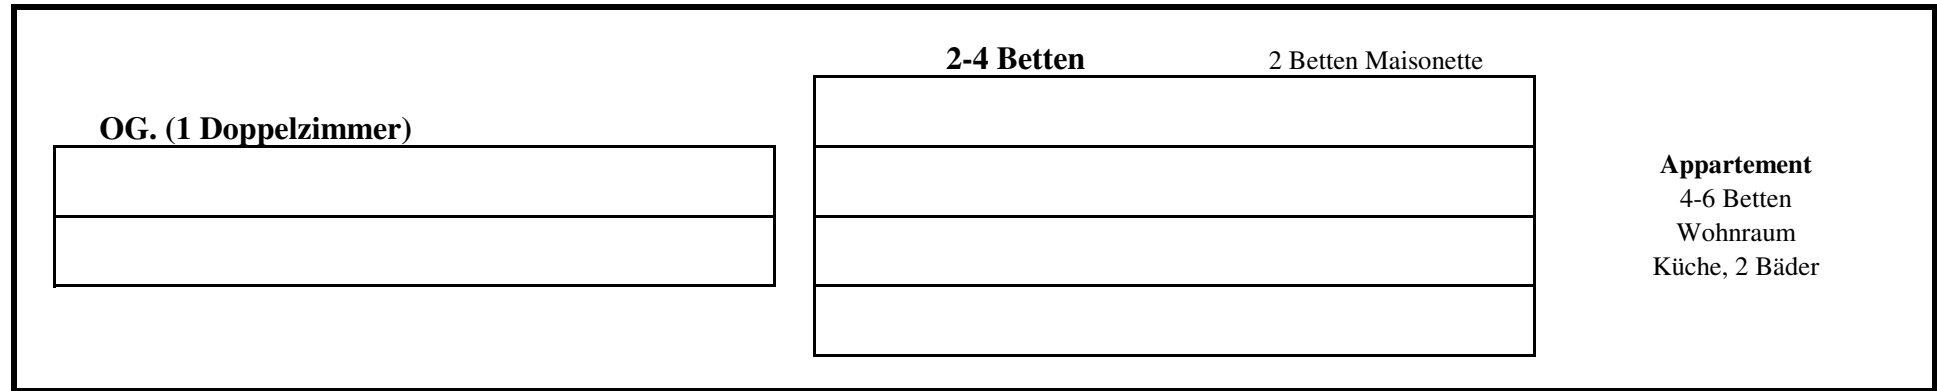 2-4 Betten 2 Betten Maisonette
OG. (1 Doppelzimmer)
Appartement
4-6 Betten
Wohnraum
Küche, 2 Bäder